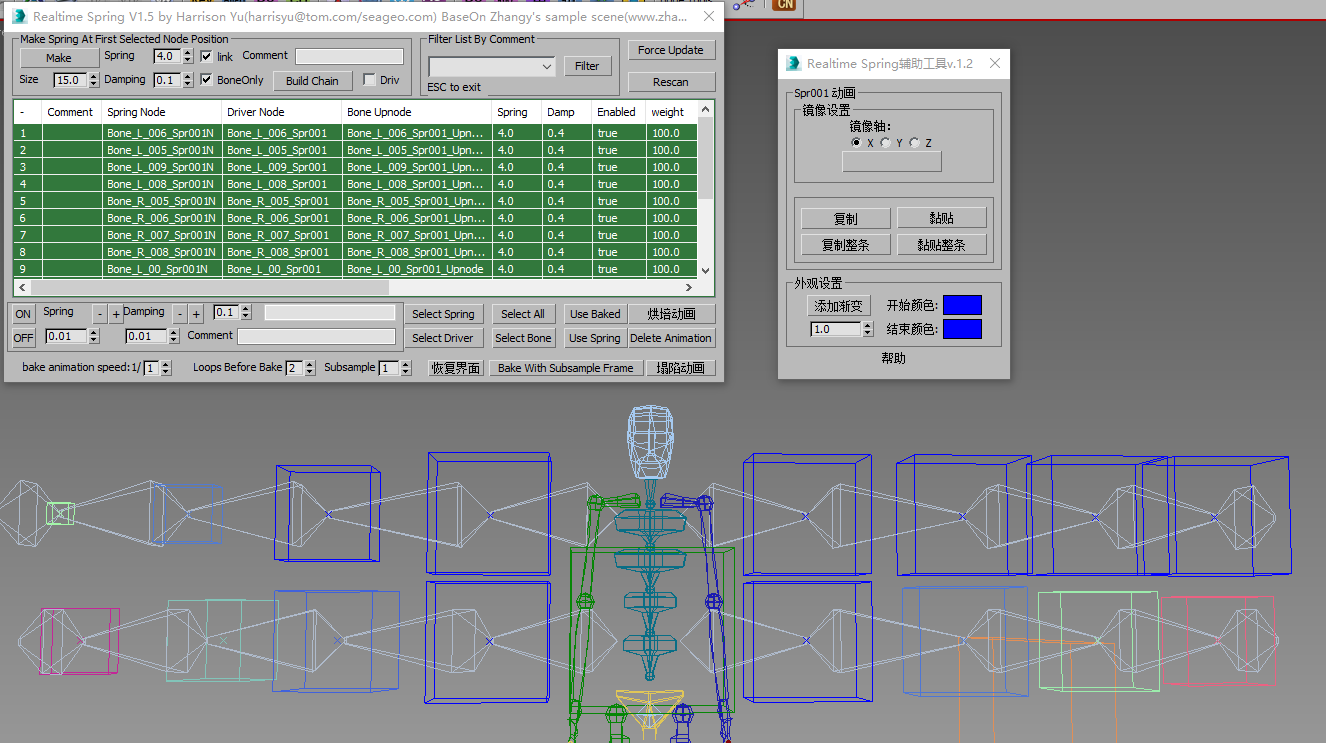 CN
Realtime Spring V1.5 by Harrison Yu(harrisyu@tom.com/seageo.com) BaseOn Zhangy's sample scene(www.zha...
Make Spring At First Selected Node Position
Make Spring 4.0 link Comment
Size 15.0 Damping 0.1 BoneOnly Build Chain Driv
Filter List By Comment
Filter
ESC to exit
Force Update
Rescan
- Comment Spring Node Driver Node Bone Upnode Spring Damp Enabled weight
1 Bone_L_006_Spr001N Bone_L_006_Spr001 Bone_L_006_Spr001_Upn... 4.0 0.4 true 100.0
2 Bone_L_005_Spr001N Bone_L_005_Spr001 Bone_L_005_Spr001_Upn... 4.0 0.4 true 100.0
3 Bone_L_009_Spr001N Bone_L_009_Spr001 Bone_L_009_Spr001_Upn... 4.0 0.4 true 100.0
4 Bone_L_008_Spr001N Bone_L_008_Spr001 Bone_L_008_Spr001_Upn... 4.0 0.4 true 100.0
5 Bone_R_005_Spr001N Bone_R_005_Spr001 Bone_R_005_Spr001_Upn... 4.0 0.4 true 100.0
6 Bone_R_006_Spr001N Bone_R_006_Spr001 Bone_R_006_Spr001_Upn... 4.0 0.4 true 100.0
7 Bone_R_007_Spr001N Bone_R_007_Spr001 Bone_R_007_Spr001_Upn... 4.0 0.4 true 100.0
8 Bone_R_008_Spr001N Bone_R_008_Spr001 Bone_R_008_Spr001_Upn... 4.0 0.4 true 100.0
9 Bone_L_00_Spr001N Bone_L_00_Spr001 Bone_L_00_Spr001_Upnode 4.0 0.4 true 100.0
ON Spring - + Damping - + 0.1 Select Spring Select All Use Baked 烘培动画
OFF 0.01 0.01 Comment Select Driver Select Bone Use Spring Delete Animation
bake animation speed:1/ 1 Loops Before Bake 2 Subsample 1 恢复界面 Bake With Subsample Frame 塌陷动画
Realtime Spring辅助工具v.1.2
Spr001动画
镜像设置
镜像轴:
X Y Z
复制 黏贴
复制整条 黏贴整条
外观设置
添加渐变 开始颜色:
1.0 结束颜色:
帮助